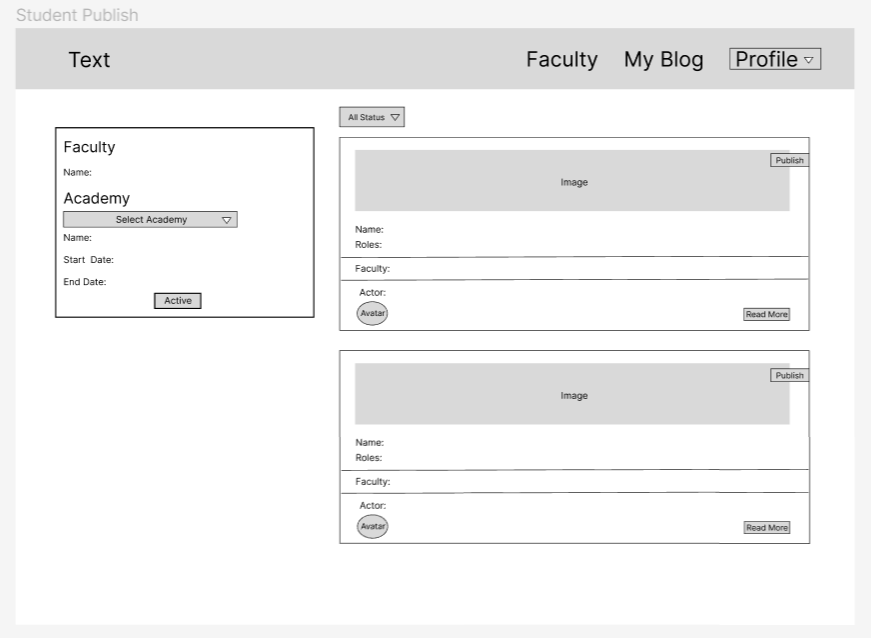 Student Publish
Text
Faculty
My Blog
Profile
Faculty
Name:
Academy
Select Academy
Name:
Start Date:
End Date:
Active
All Status
Publish
Image
Name:
Roles:
Faculty:
Actor:
Avatar
Read More
Publish
Image
Name:
Roles:
Faculty:
Actor:
Avatar
Read More